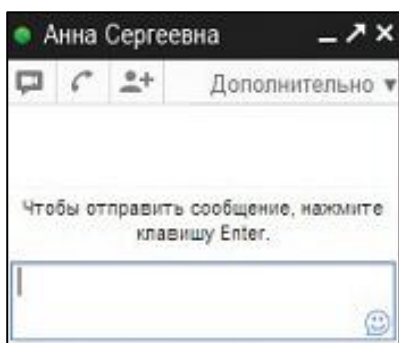 Анна Сергеевна
Дополнительно
Чтобы отправить сообщение, нажмите
клавишу Enter.